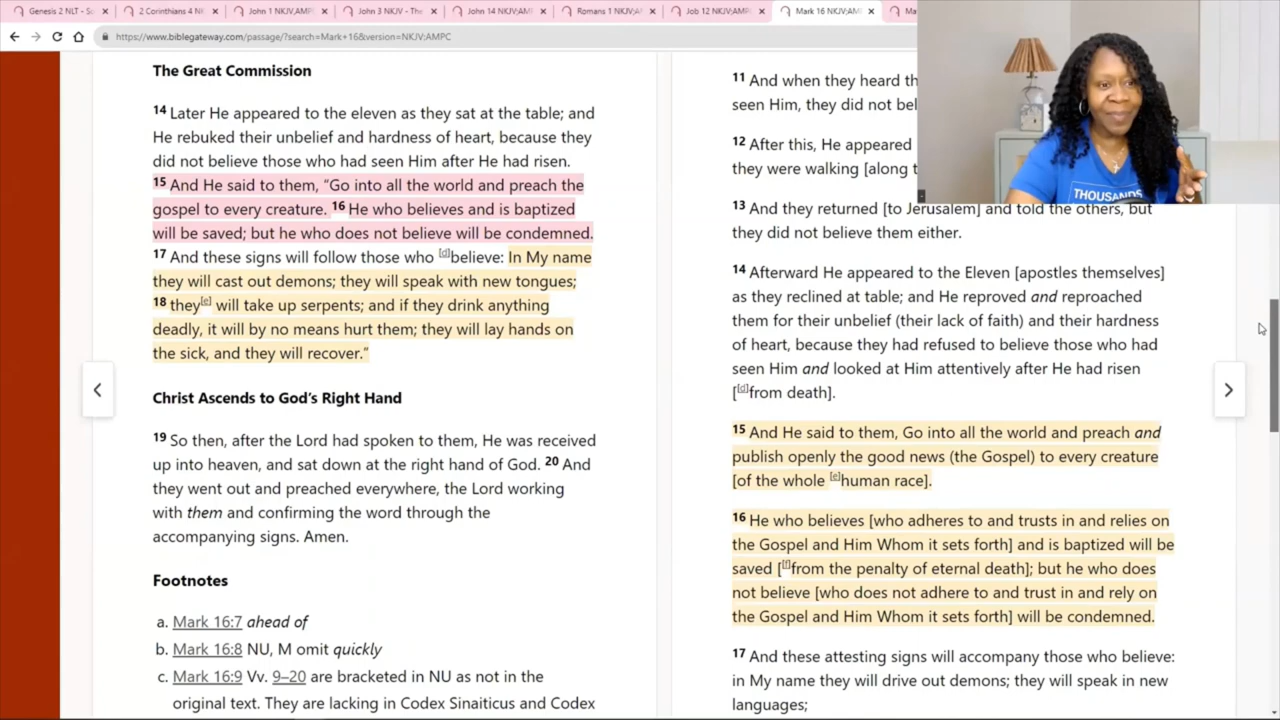 Genesis 2 NLT - Sc
2 Corinthians 4 NK
John 1 NKJV,AMPC
John 3 NKJV - The
John 14 NKJV;AM
Romans 1 NKJV;AM
Job 12 NKJV;AMPC
Mark 16 NKJV;AM
https://www.biblegateway.com/passage/?search=Mark+16&version=NKJV;AMPC
The Great Commission
14 Later He appeared to the eleven as they sat at the table; and
He rebuked their unbelief and hardness of heart, because they
did not believe those who had seen Him after He had risen.
15 And He said to them, “Go into all the world and preach the
gospel to every creature. 16 He who believes and is baptized
will be saved; but he who does not believe will be condemned.
17 And these signs will follow those who [d]believe: In My name
they will cast out demons; they will speak with new tongues;
18 they[e] will take up serpents; and if they drink anything
deadly, it will by no means hurt them; they will lay hands on
the sick, and they will recover.”
Christ Ascends to God’s Right Hand
19 So then, after the Lord had spoken to them, He was received
up into heaven, and sat down at the right hand of God. 20 And
they went out and preached everywhere, the Lord working
with them and confirming the word through the
accompanying signs. Amen.
Footnotes
a. Mark 16:7 ahead of
b. Mark 16:8 NU, M omit quickly
c. Mark 16:9 Vv. 9–20 are bracketed in NU as not in the
original text. They are lacking in Codex Sinaiticus and Codex
11 And when they heard th
seen Him, they did not bel
12 After this, He appeared
they were walking [along t
13 And they returned [to Jerusalem] and told the others, but
they did not believe them either.
14 Afterward He appeared to the Eleven [apostles themselves]
as they reclined at table; and He reproved and reproached
them for their unbelief (their lack of faith) and their hardness
of heart, because they had refused to believe those who had
seen Him and looked at Him attentively after He had risen
[[d]from death].
15 And He said to them, Go into all the world and preach and
publish openly the good news (the Gospel) to every creature
[of the whole [e]human race].
16 He who believes [who adheres to and trusts in and relies on
the Gospel and Him Whom it sets forth] and is baptized will be
saved [[f]from the penalty of eternal death]; but he who does
not believe [who does not adhere to and trust in and rely on
the Gospel and Him Whom it sets forth] will be condemned.
17 And these attesting signs will accompany those who believe:
in My name they will drive out demons; they will speak in new
languages;
THOUSANDS